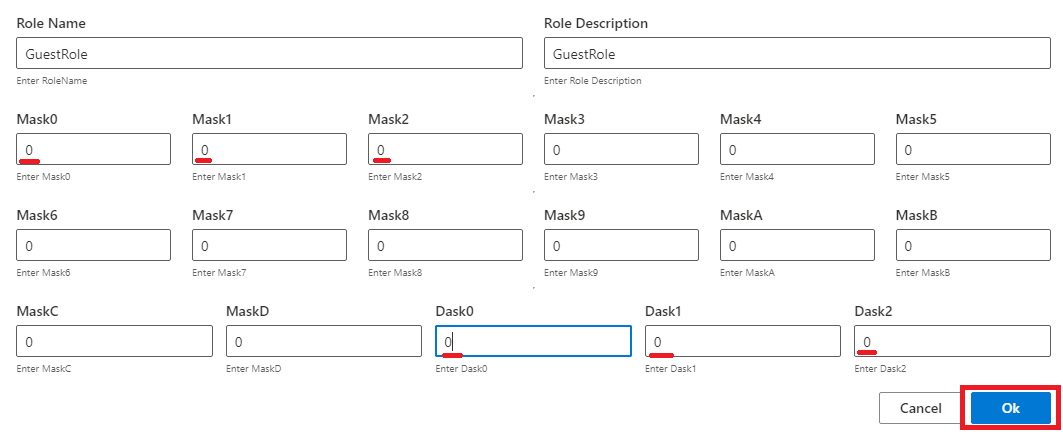 Role Name Role Description
GuestRole GuestRole
Enter RoleName Enter Role Description
Mask0 Mask1 Mask2 Mask3 Mask4 Mask5
0 0 0 0 0 0
Enter Mask0 Enter Mask1 Enter Mask2 Enter Mask3 Enter Mask4 Enter Mask5
Mask6 Mask7 Mask8 Mask9 MaskA MaskB
0 0 0 0 0 0
Enter Mask6 Enter Mask7 Enter Mask8 Enter Mask9 Enter MaskA Enter MaskB
MaskC MaskD Dask0 Dask1 Dask2
0 0 0 0 0
Enter MaskC Enter MaskD Enter Dask0 Enter Dask1 Enter Dask2
Cancel Ok